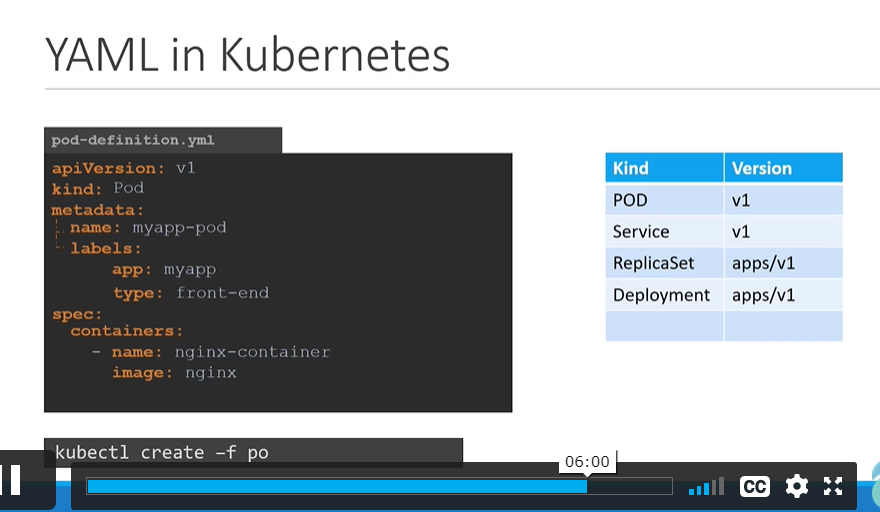 YAML in Kubernetes
pod-definition.yml
apiVersion: v1
kind: Pod
metadata:
name: myapp-pod
labels:
app: myapp
type: front-end
spec:
containers:
- name: nginx-container
image: nginx
Kind Version
POD v1
Service v1
ReplicaSet apps/v1
Deployment apps/v1
kubectl create –f po
06:00
CC